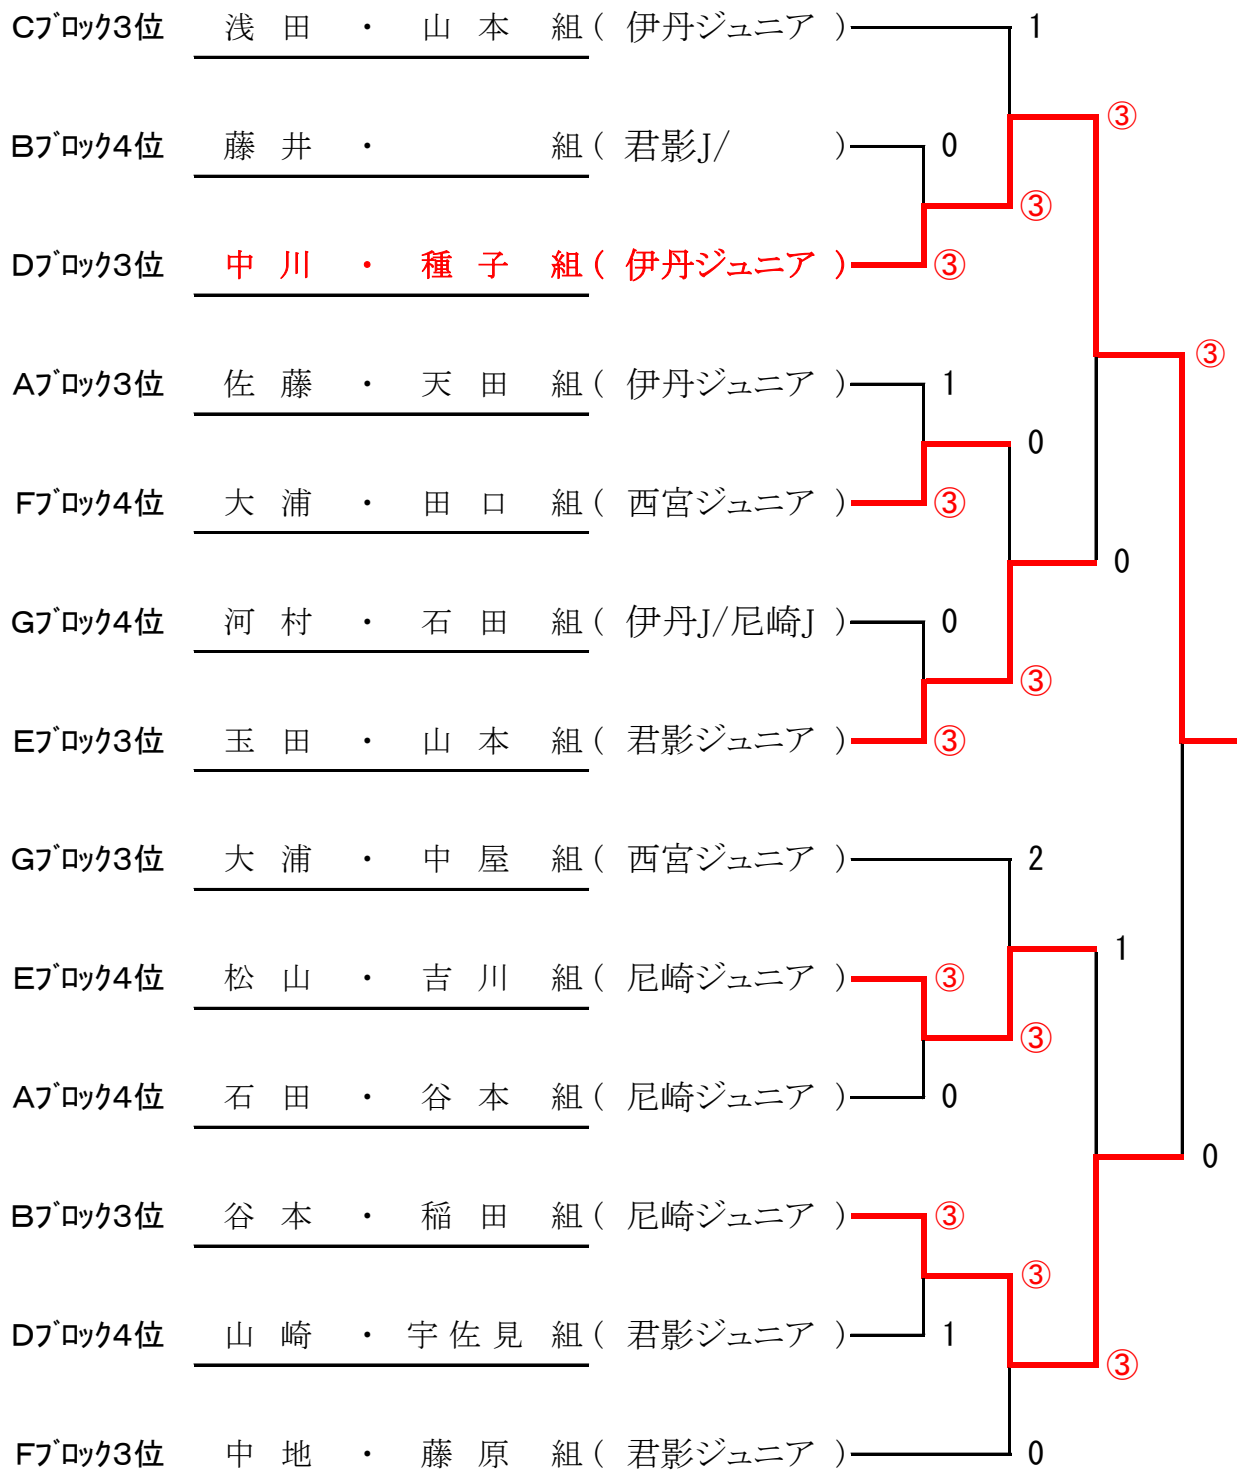 Cﾌﾞﾛｯｸ3位 浅田・山本 組( 伊丹ジュニア ) 1
③
Bﾌﾞﾛｯｸ4位 藤井・ 組( 君影J/ ) 0
③
Dﾌﾞﾛｯｸ3位 中川・種子 組( 伊丹ジュニア ) ③
③
Aﾌﾞﾛｯｸ3位 佐藤・天田 組( 伊丹ジュニア ) 1
0
Fﾌﾞﾛｯｸ4位 大浦・田口 組( 西宮ジュニア ) ③
0
Gﾌﾞﾛｯｸ4位 河村・石田 組( 伊丹J/尼崎J ) 0
③
Eﾌﾞﾛｯｸ3位 玉田・山本 組( 君影ジュニア ) ③
Gﾌﾞﾛｯｸ3位 大浦・中屋 組( 西宮ジュニア ) 2
1
Eﾌﾞﾛｯｸ4位 松山・吉川 組( 尼崎ジュニア ) ③
③
Aﾌﾞﾛｯｸ4位 石田・谷本 組( 尼崎ジュニア ) 0
0
Bﾌﾞﾛｯｸ3位 谷本・稲田 組( 尼崎ジュニア ) ③
③
Dﾌﾞﾛｯｸ4位 山崎・宇佐見 組( 君影ジュニア ) 1
③
Fﾌﾞﾛｯｸ3位 中地・藤原 組( 君影ジュニア ) 0